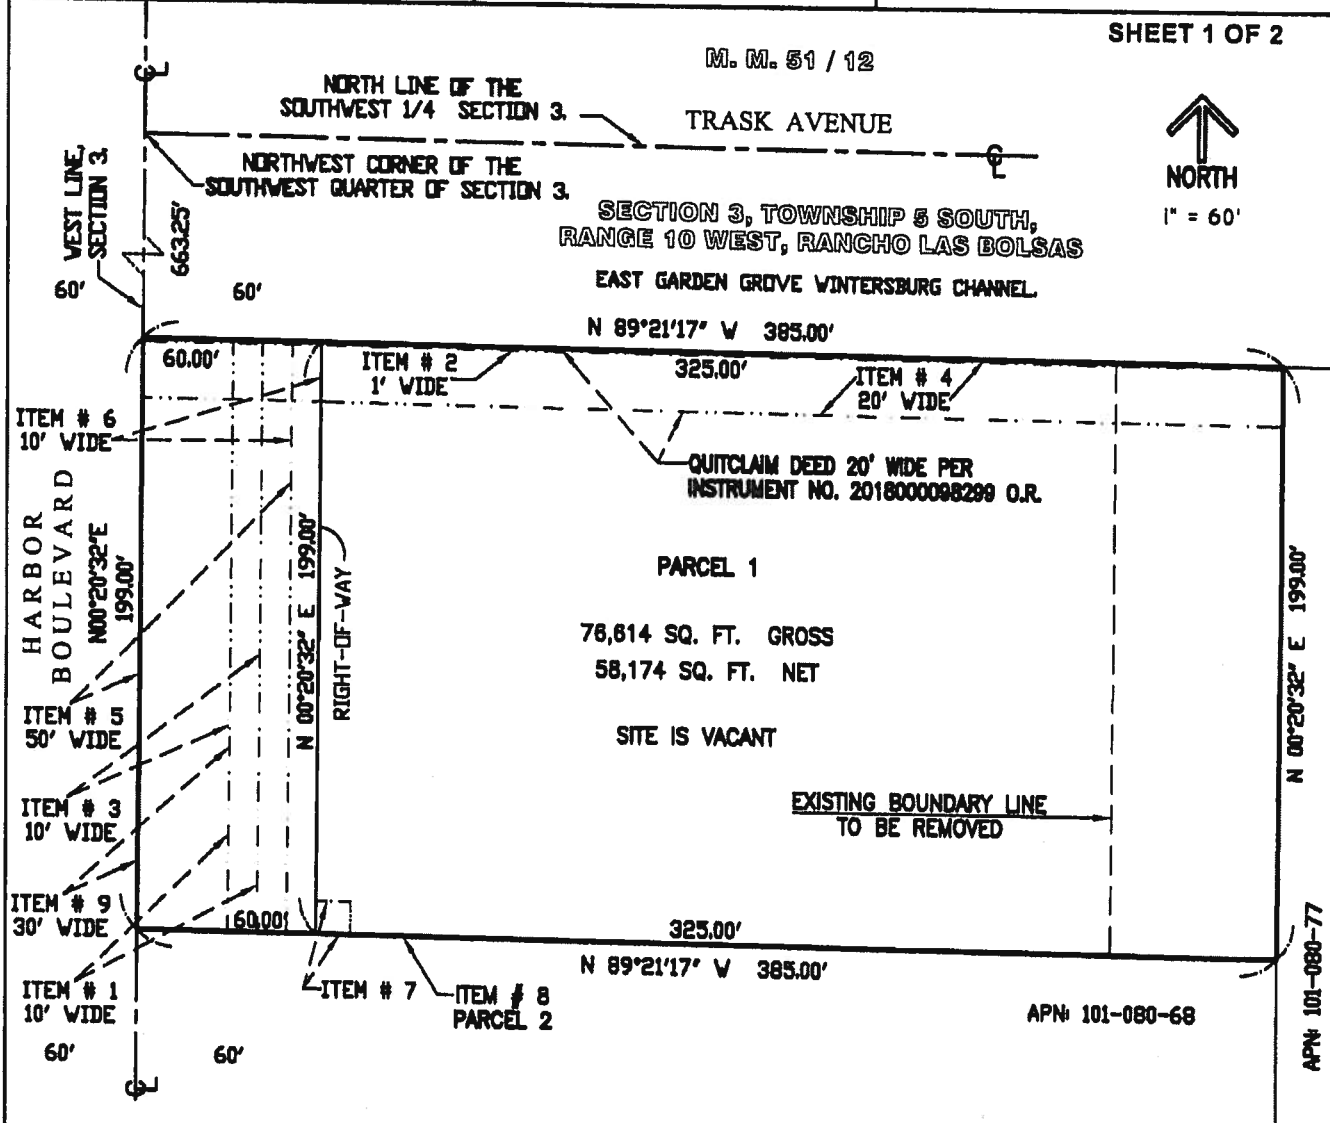 SHEET 1 OF 2
M. M. 51 / 12
NORTH LINE OF THE
SOUTHWEST 1/4 SECTION 3.
TRASK AVENUE
NORTH
1" = 60'
WEST LINE,
SECTION 3.
NORTHWEST CORNER OF THE
SOUTHWEST QUARTER OF SECTION 3.
663.25'
SECTION 3, TOWNSHIP 5 SOUTH,
RANGE 10 WEST, RANCHO LAS BOLSAS
60'
60'
EAST GARDEN GROVE WINTERSBURG CHANNEL.
N 89°21'17" W 385.00'
60.00'
ITEM # 2
1' WIDE
325.00'
ITEM # 4
20' WIDE
ITEM # 6
10' WIDE
QUITCLAIM DEED 20' WIDE PER
INSTRUMENT NO. 2018000098299 O.R.
HARBOR
BOULEVARD
N00°20'32"E
199.00'
N 00°20'32" E 199.00'
RIGHT-OF-WAY
PARCEL 1
76,614 SQ. FT. GROSS
58,174 SQ. FT. NET
SITE IS VACANT
N 00°20'32" E 199.00'
ITEM # 5
50' WIDE
ITEM # 3
10' WIDE
EXISTING BOUNDARY LINE
TO BE REMOVED
ITEM # 9
30' WIDE
60.00'
325.00'
N 89°21'17" W 385.00'
ITEM # 1
10' WIDE
ITEM # 7
ITEM # 8
PARCEL 2
APN: 101-080-68
APN: 101-080-77
60'
60'